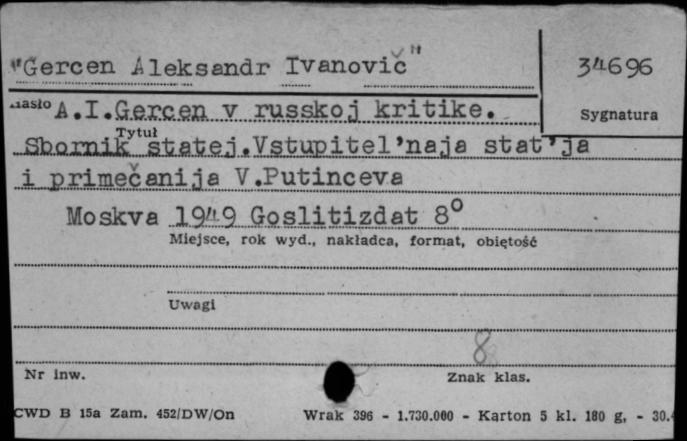 "Gercen Aleksandr Ivanovič"
34696
Sygnatura
A.I.Gercen v russkoj kritike.
Tytuł
Sbornik statej.Vstupitel'naja stat'ja
i primečanija V.Putinceva
Moskva 1949 Goslitizdat 8°
Miejsce, rok wyd., nakładca, format, objętość
Uwagi
8
Nr inw.
Znak klas.
CWD B 15a Zam. 452/DW/On
Wrak 396 - 1.730.000 - Karton 5 kl. 180 g, - 30.